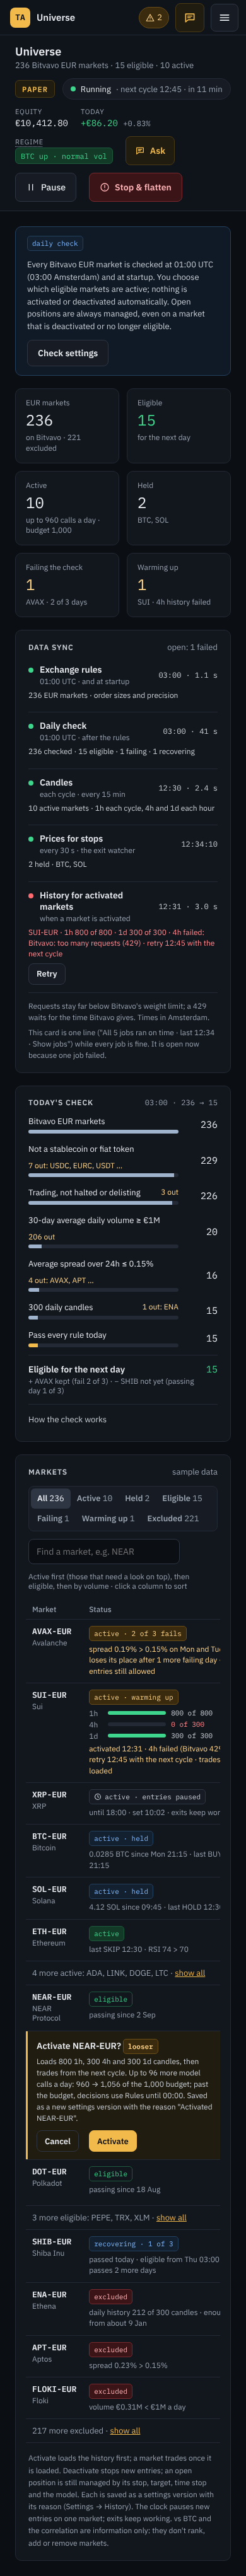 TA Universe 2
Universe
236 Bitvavo EUR markets · 15 eligible · 10 active
PAPER Running · next cycle 12:45 · in 11 min
EQUITY TODAY
€10,412.80 +€86.20 +0.83%
REGIME
BTC up · normal vol Ask
Pause Stop & flatten
daily check
Every Bitvavo EUR market is checked at 01:00 UTC
(03:00 Amsterdam) and at startup. You choose
which eligible markets are active; nothing is
activated or deactivated automatically. Open
positions are always managed, even on a market
that is deactivated or no longer eligible.
Check settings
EUR markets
236
on Bitvavo · 221
excluded
Eligible
15
for the next day
Active
10
up to 960 calls a day ·
budget 1,000
Held
2
BTC, SOL
Failing the check
1
AVAX · 2 of 3 days
Warming up
1
SUI · 4h history failed
DATA SYNC open: 1 failed
Exchange rules 03:00 · 1.1 s
01:00 UTC · and at startup
236 EUR markets · order sizes and precision
Daily check 03:00 · 41 s
01:00 UTC · after the rules
236 checked · 15 eligible · 1 failing · 1 recovering
Candles 12:30 · 2.4 s
each cycle · every 15 min
10 active markets · 1h each cycle, 4h and 1d each hour
Prices for stops 12:34:10
every 30 s · the exit watcher
2 held · BTC, SOL
History for activated
markets 12:31 · 3.0 s
when a market is activated
SUI-EUR · 1h 800 of 800 · 1d 300 of 300 · 4h failed:
Bitvavo: too many requests (429) · retry 12:45 with the
next cycle
Retry
Requests stay far below Bitvavo's weight limit; a 429
waits for the time Bitvavo gives. Times in Amsterdam.
This card is one line ("All 5 jobs ran on time · last 12:34
· Show jobs") while every job is fine. It is open now
because one job failed.
TODAY'S CHECK 03:00 · 236 → 15
Bitvavo EUR markets 236
Not a stablecoin or fiat token 229
7 out: USDC, EURC, USDT ...
Trading, not halted or delisting 3 out 226
30-day average daily volume ≥ €1M 20
206 out
Average spread over 24h ≤ 0.15% 16
4 out: AVAX, APT ...
300 daily candles 1 out: ENA 15
Pass every rule today 15
Eligible for the next day 15
+ AVAX kept (fail 2 of 3) · − SHIB not yet (passing
day 1 of 3)
How the check works
MARKETS sample data
All 236 Active 10 Held 2 Eligible 15
Failing 1 Warming up 1 Excluded 221
Find a market, e.g. NEAR
Active first (those that need a look on top), then
eligible, then by volume · click a column to sort
Market Status
AVAX-EUR active · 2 of 3 fails
Avalanche spread 0.19% > 0.15% on Mon and
loses its place after 1 more failing day
entries still allowed
SUI-EUR active · warming up
Sui 1h 800 of 800
4h 0 of 300
1d 300 of 300
activated 12:31 · 4h failed (Bitvavo
retry 12:45 with the next cycle · trades
loaded
XRP-EUR active · entries paused
XRP until 18:00 · set 10:02 · exits keep
BTC-EUR active · held
Bitcoin 0.0285 BTC since Mon 21:15 · last
21:15
SOL-EUR active · held
Solana 4.12 SOL since 09:45 · last HOLD
ETH-EUR active
Ethereum last SKIP 12:30 · RSI 74 > 70
4 more active: ADA, LINK, DOGE, LTC · show all
NEAR-EUR eligible
NEAR
Protocol passing since 2 Sep
Activate NEAR-EUR? looser
Loads 800 1h, 300 4h and 300 1d candles, then
trades from the next cycle. Up to 96 more model
calls a day: 960 → 1,056 of the 1,000 budget; past
the budget, decisions use Rules until 00:00. Saved
as a new settings version with the reason "Activated
NEAR-EUR".
Cancel Activate
DOT-EUR eligible
Polkadot passing since 18 Aug
3 more eligible: PEPE, TRX, XLM · show all
SHIB-EUR recovering · 1 of 3
Shiba Inu passed today · eligible from Thu 03:00
passes 2 more days
ENA-EUR excluded
Ethena daily history 212 of 300 candles ·
from about 9 Jan
APT-EUR excluded
Aptos spread 0.23% > 0.15%
FLOKI-EUR excluded
Floki volume €0.31M < €1M a day
217 more excluded · show all
Activate loads the history first; a market trades once it
is loaded. Deactivate stops new entries; an open
position is still managed by its stop, target, time stop
and the model. Each is saved as a settings version with
its reason (Settings → History). The clock pauses new
entries on one market; exits keep working. vs BTC and
the correlation are information only: they don't rank,
add or remove markets.